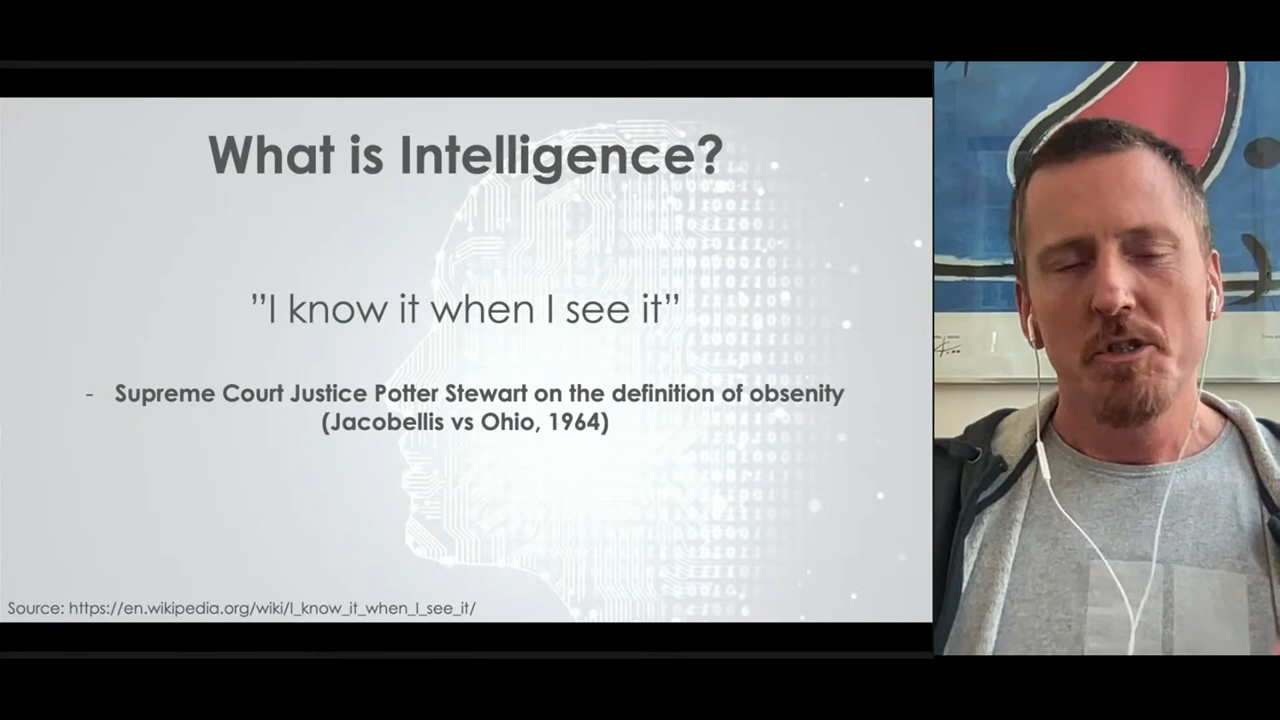 What is Intelligence?
”I know it when I see it”
- Supreme Court Justice Potter Stewart on the definition of obsenity
(Jacobellis vs Ohio, 1964)
Source: https://en.wikipedia.org/wiki/I_know_it_when_I_see_it/